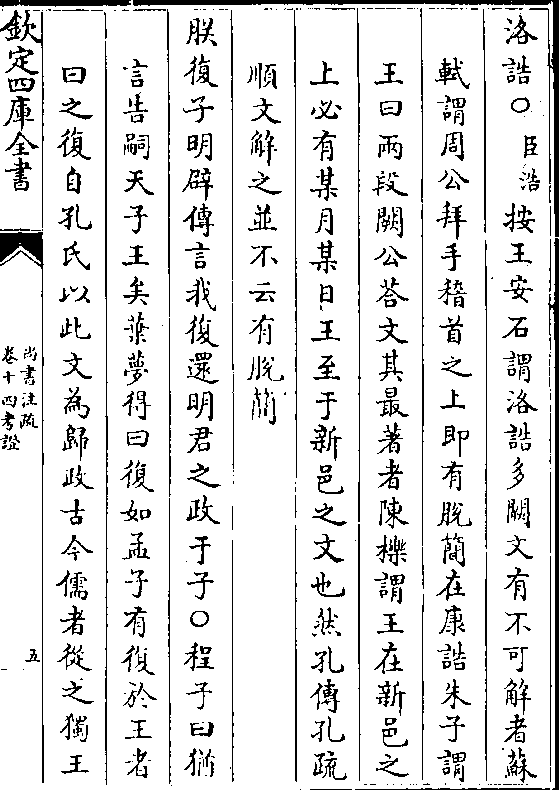 洛誥○臣浩按王安石謂洛誥多闕文有不可解者蘇
軾謂周公拜手稽首之上即有脫簡在康誥朱子謂
王曰兩段闕公荅文其最著者陳櫟謂王在新邑之
上必有某月某日王至于新邑之文也然孔傳孔疏
順文解之並不云有脫簡
朕復子明辟傳言我復還明君之政于子○程子曰猶
言告嗣天子王矣葉夢得曰復如孟子有復於王者
曰之復自孔氏以此文為歸政古今儒者從之獨王
欽定四庫全書
尚書注疏
卷十四考證
五